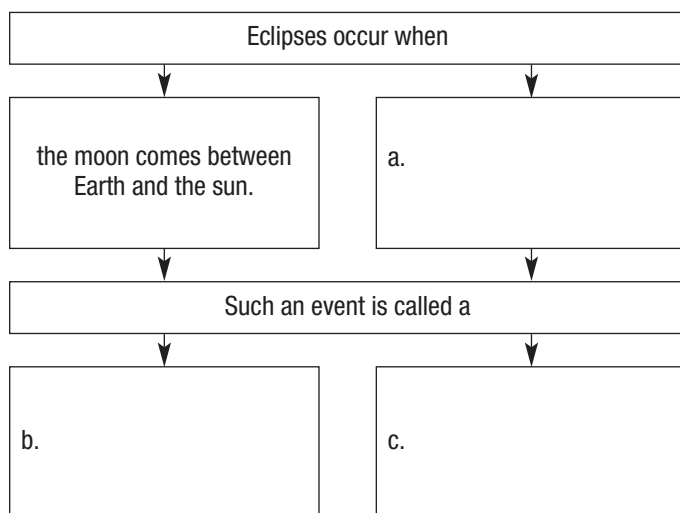 Eclipses occur when
the moon comes between
Earth and the sun.
a.
Such an event is called a
b.
c.